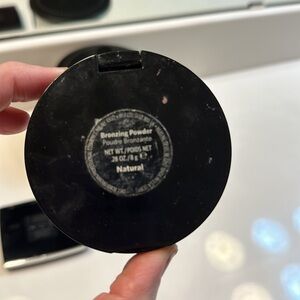 Bronzing Powder
Poudre Bronzante
NET WT./POIDS NET
.28 OZ./8 g ℮
Natural